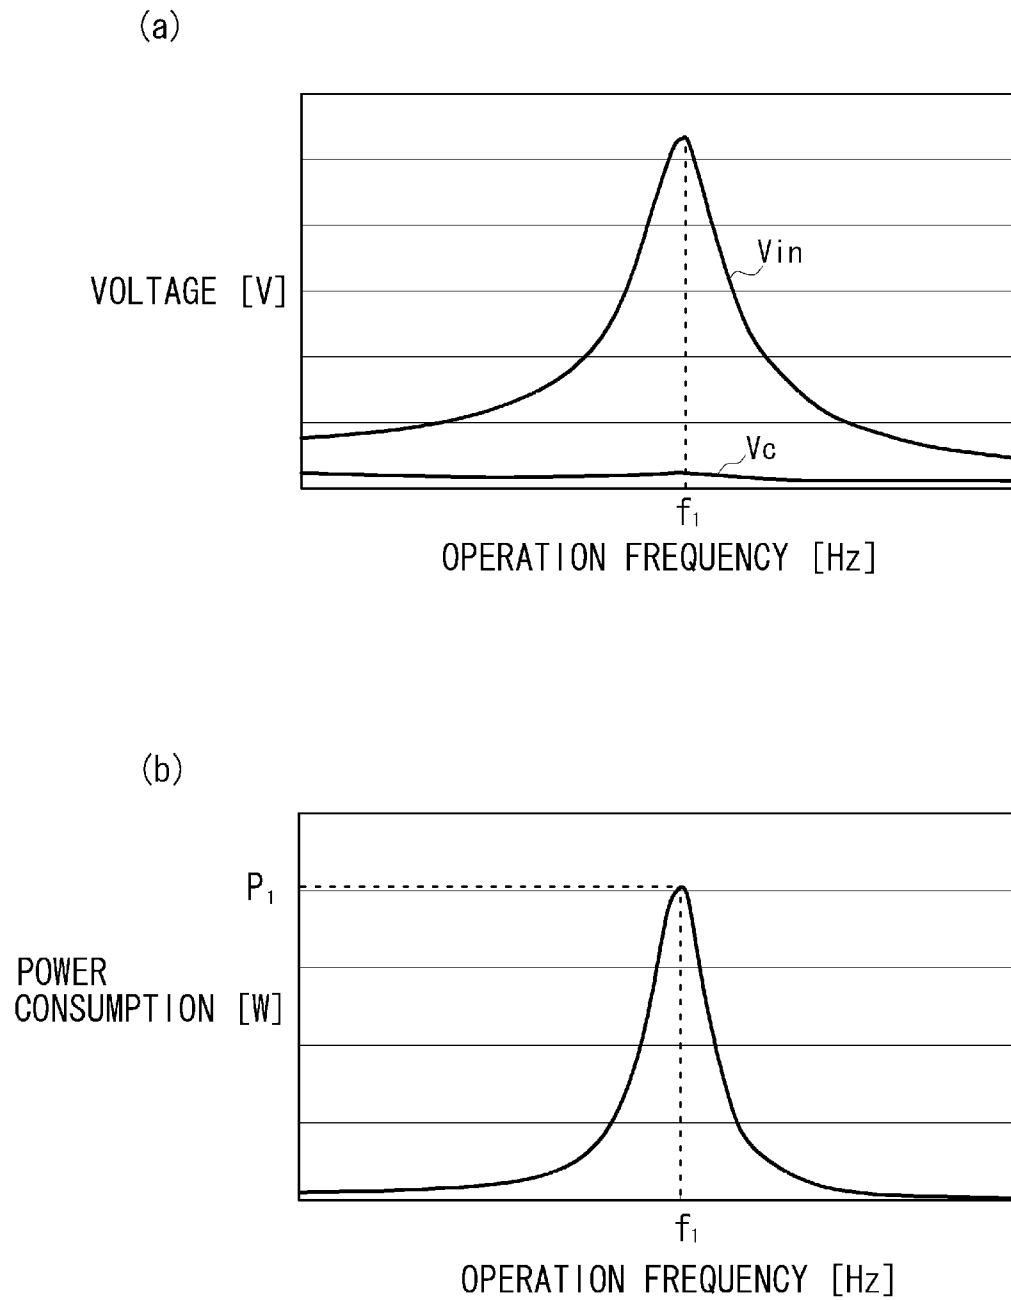 (a)
Vin
VOLTAGE [V]
Vc
f₁
OPERATION FREQUENCY [Hz]
(b)
P₁
POWER
CONSUMPTION [W]
f₁
OPERATION FREQUENCY [Hz]